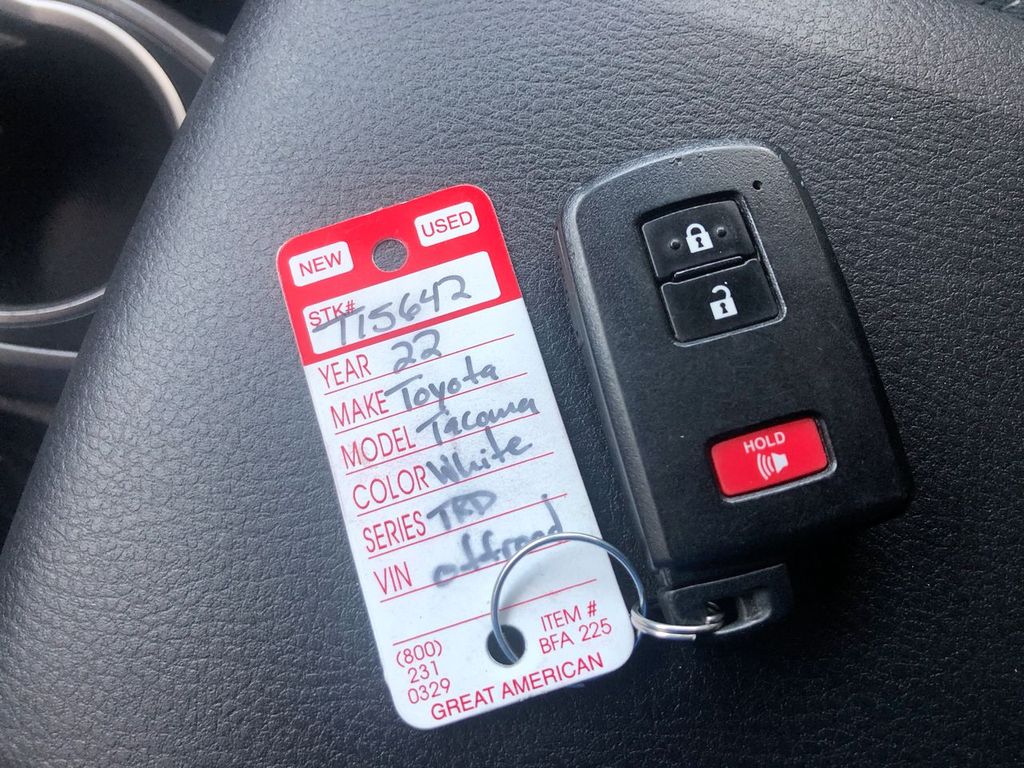 NEW USED
STK# T15642
YEAR 22
MAKE Toyota
MODEL Tacoma
COLOR White
SERIES TRD
VIN offroad
(800)
231
0329
ITEM #
BFA 225
GREAT AMERICAN
HOLD